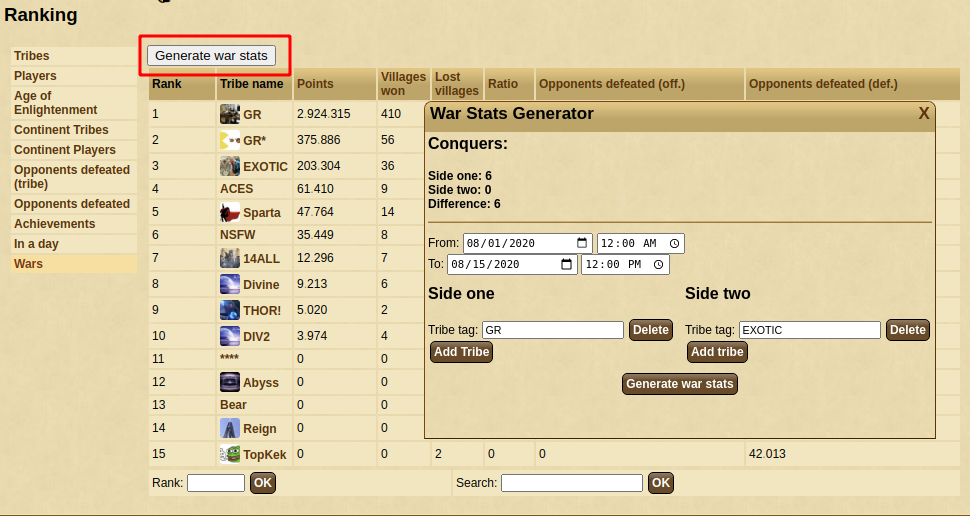 Ranking
Tribes
Players
Age of
Enlightenment
Continent Tribes
Continent Players
Opponents defeated
(tribe)
Opponents defeated
Achievements
In a day
Wars
Generate war stats
Rank Tribe name Points Villages won Lost villages Ratio Opponents defeated (off.) Opponents defeated (def.)
1 GR 2.924.315 410
2 GR* 375.886 56
3 EXOTIC 203.304 36
4 ACES 61.410 9
5 Sparta 47.764 14
6 NSFW 35.449 8
7 14ALL 12.296 7
8 Divine 9.213 6
9 THOR! 5.020 2
10 DIV2 3.974 4
11 **** 0 0
12 Abyss 0 0
13 Bear 0 0
14 Reign 0 0
15 TopKek 0 0 2 0 0 42.013
Rank: OK Search: OK
War Stats Generator X
Conquers:
Side one: 6
Side two: 0
Difference: 6
From: 08/01/2020 12:00 AM
To: 08/15/2020 12:00 PM
Side one Side two
Tribe tag: GR Delete Tribe tag: EXOTIC Delete
Add Tribe Add tribe
Generate war stats